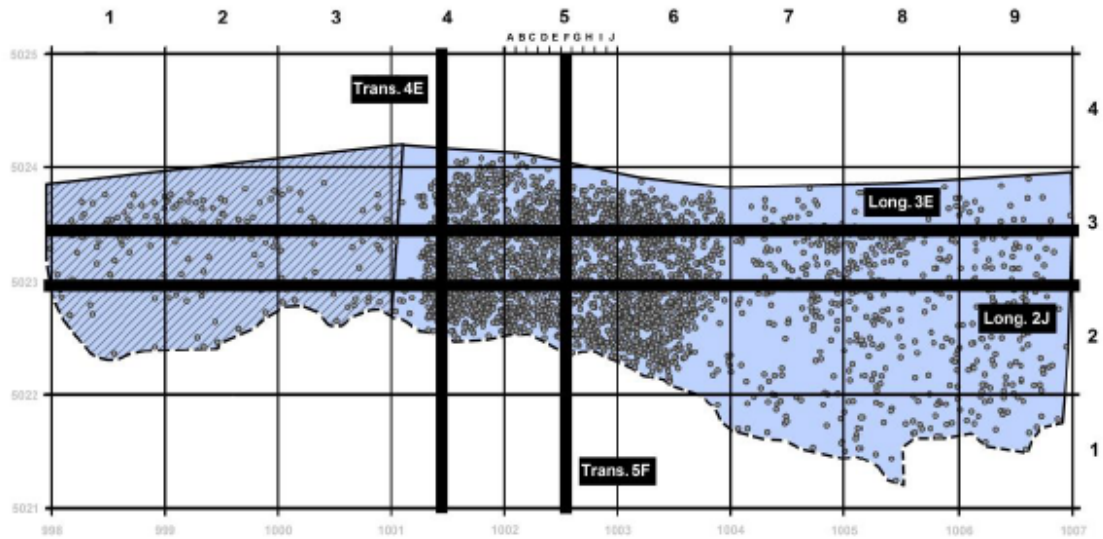 1 2 3 4 5 6 7 8 9
A B C D E F G H I J
5025
Trans. 4E
4
5024
Long. 3E
3
5023
Long. 2J
2
5022
1
Trans. 5F
5021
998 999 1000 1001 1002 1003 1004 1005 1006 1007